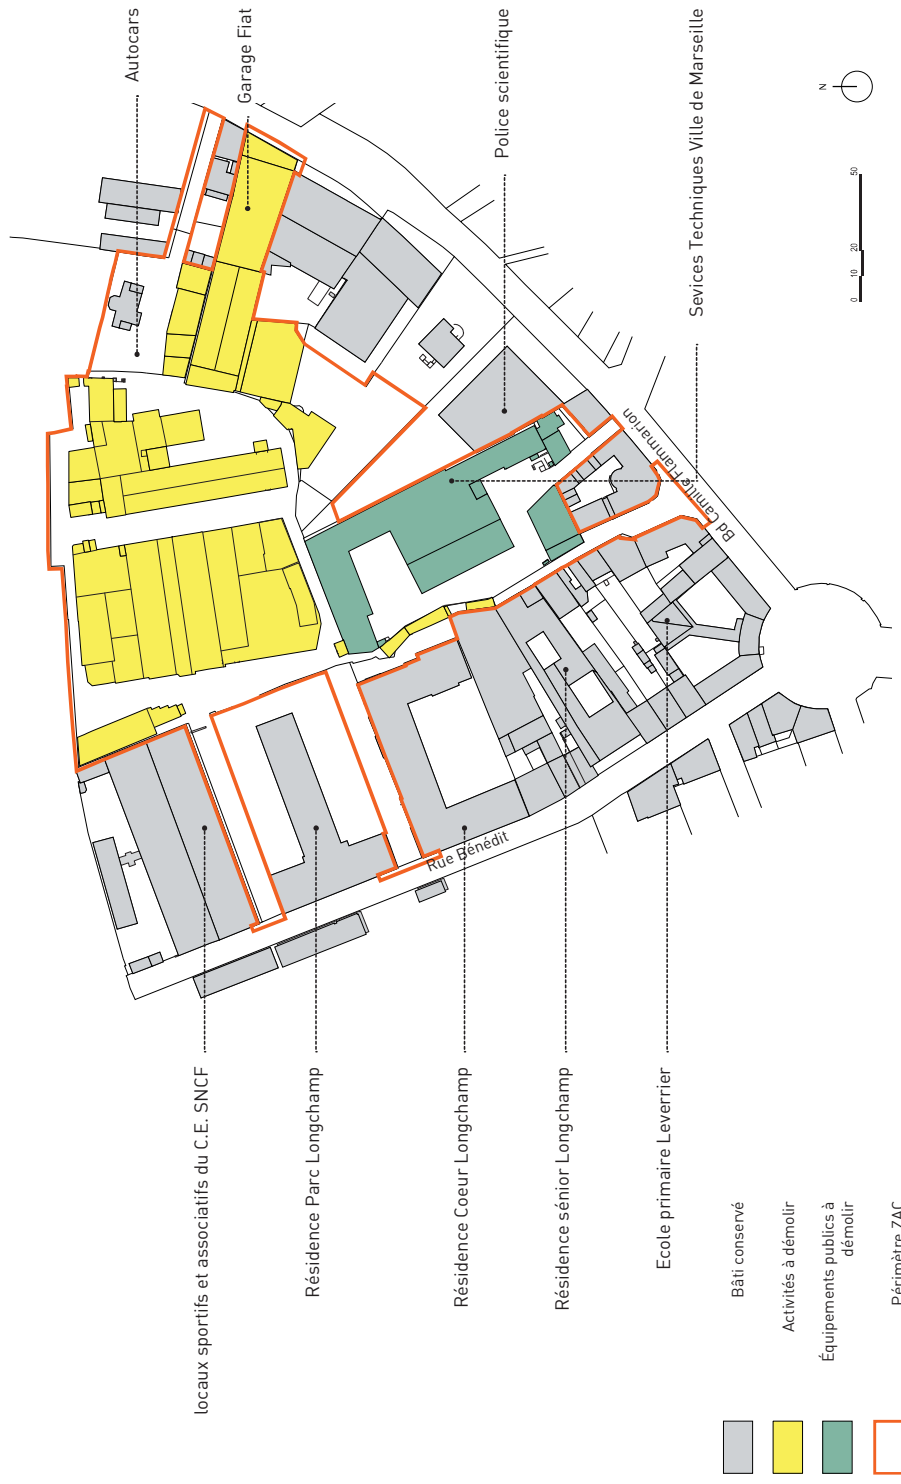 Autocars
Garage Fiat
Police scientifique
Sevices Techniques Ville de Marseille
N
0 10 20 50
Bd Camille Flammarion
Rue Bénédit
locaux sportifs et associatifs du C.E. SNCF
Résidence Parc Longchamp
Résidence Coeur Longchamp
Résidence sénior Longchamp
Ecole primaire Leverrier
Bâti conservé
Activités à démolir
Équipements publics à
démolir
Périmètre ZAC